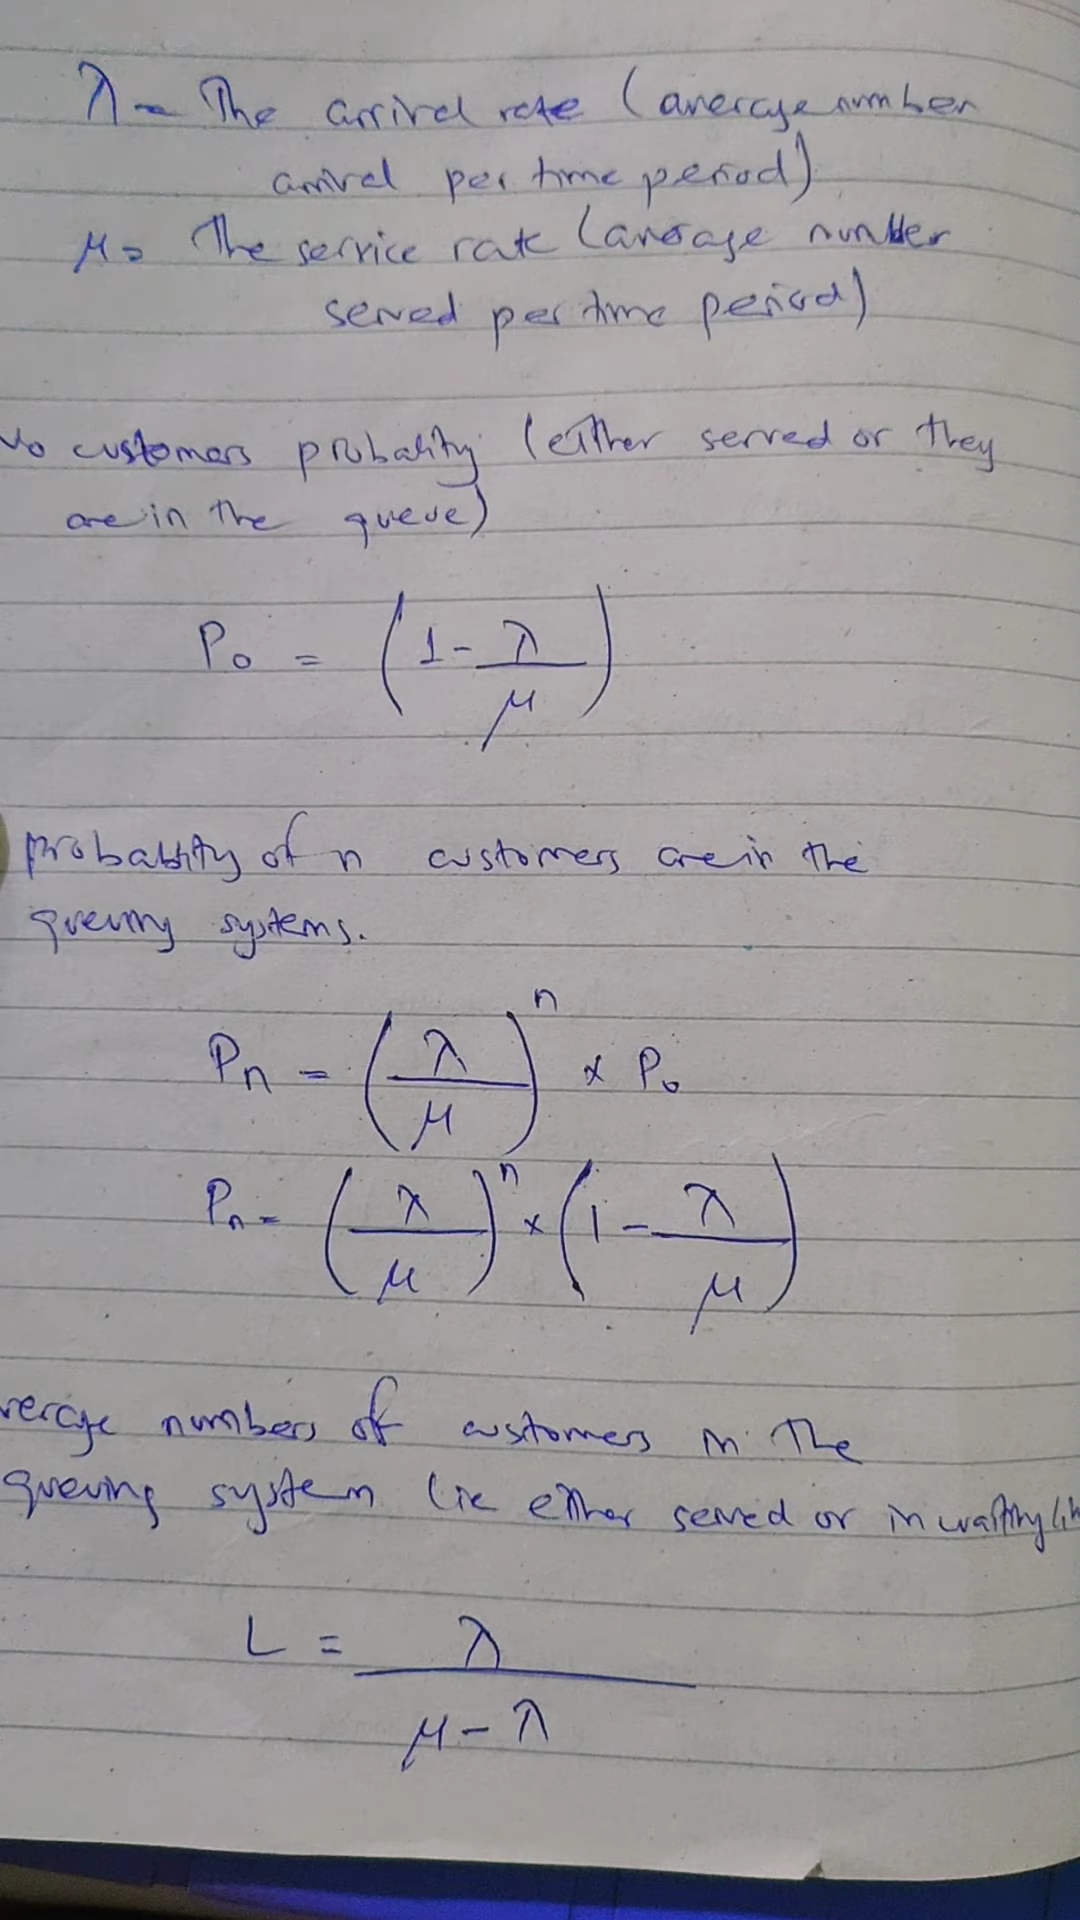 λ = The arrival rate (average number
arrival per time period)
μ = The service rate (average number
served per time period)
No customers probality (either served or they
are in the queue)
P₀ = (1 - λ/μ)
probability of n customers are in the
queuing systems.
Pn = (λ/μ)ⁿ × P₀
Pn = (λ/μ)ⁿ × (1 - λ/μ)
verage numbers of customers in the
queuing system (ie either served or in waiting lin
L = λ/(μ - λ)